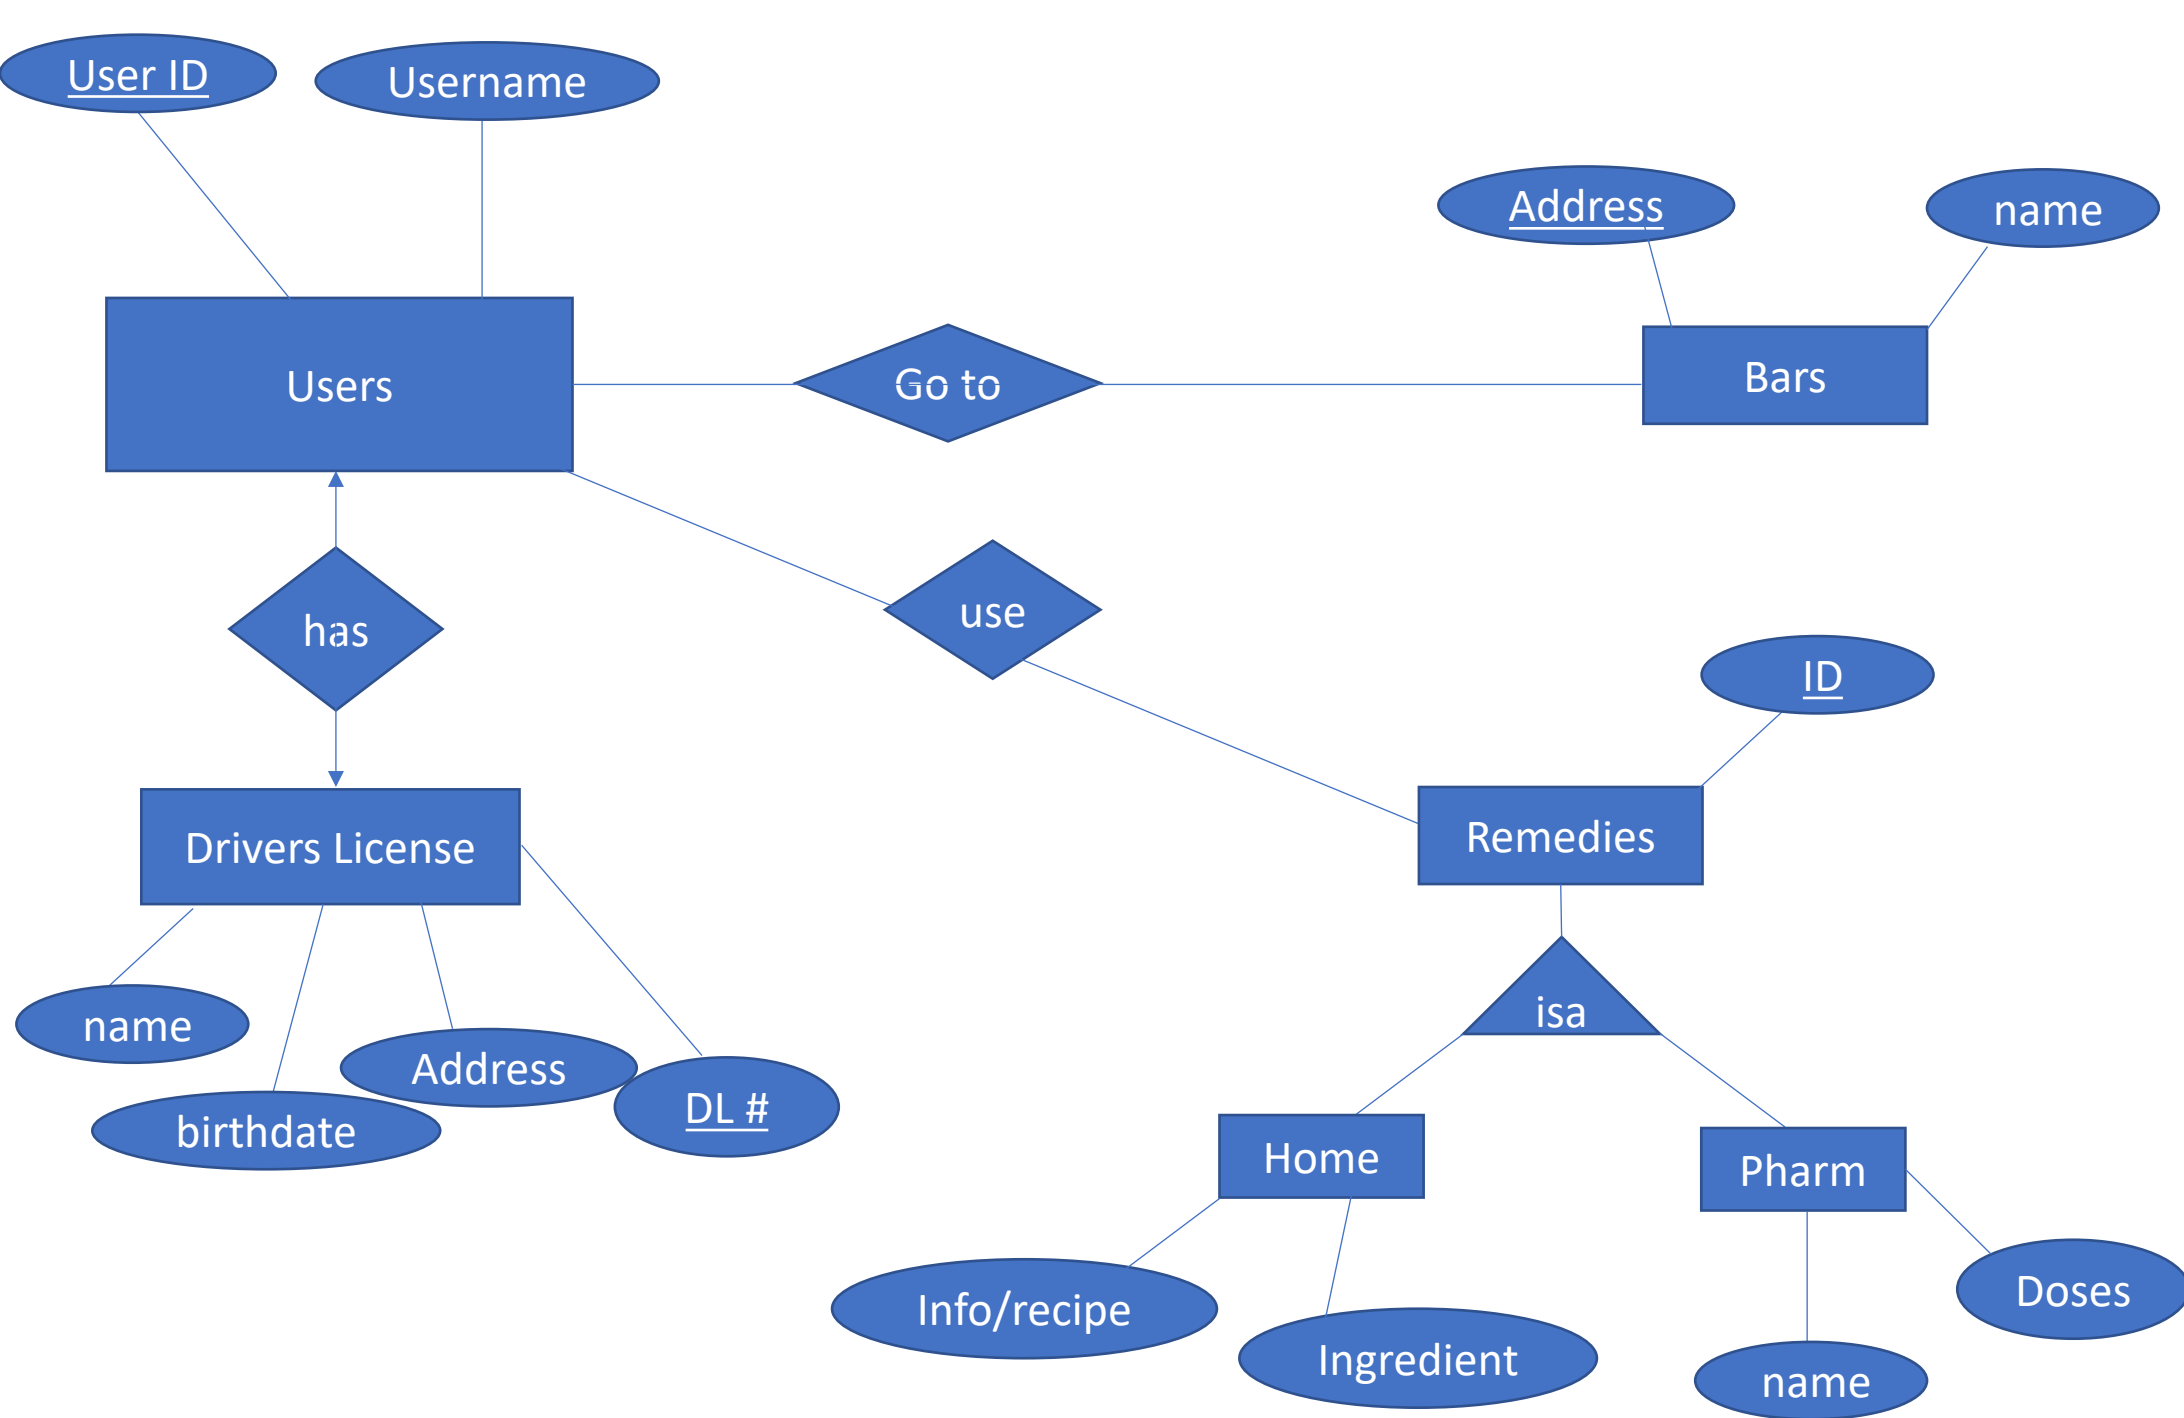 User ID
Username
Address
name
Users
Go to
Bars
has
use
ID
Drivers License
Remedies
name
isa
Address
birthdate
DL #
Home
Pharm
Info/recipe
Ingredient
Doses
name